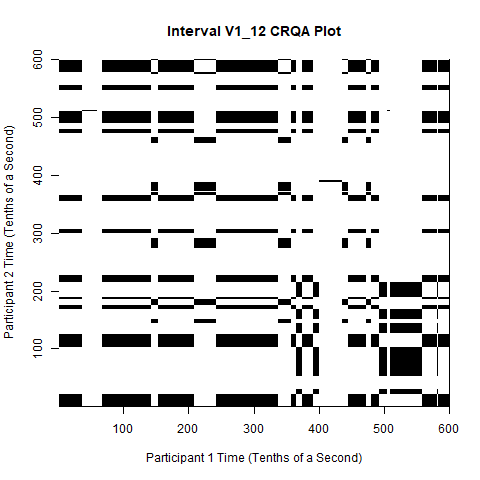 Interval V1_12 CRQA Plot
Participant 2 Time (Tenths of a Second)
600
500
400
300
200
100
100 200 300 400 500 600
Participant 1 Time (Tenths of a Second)